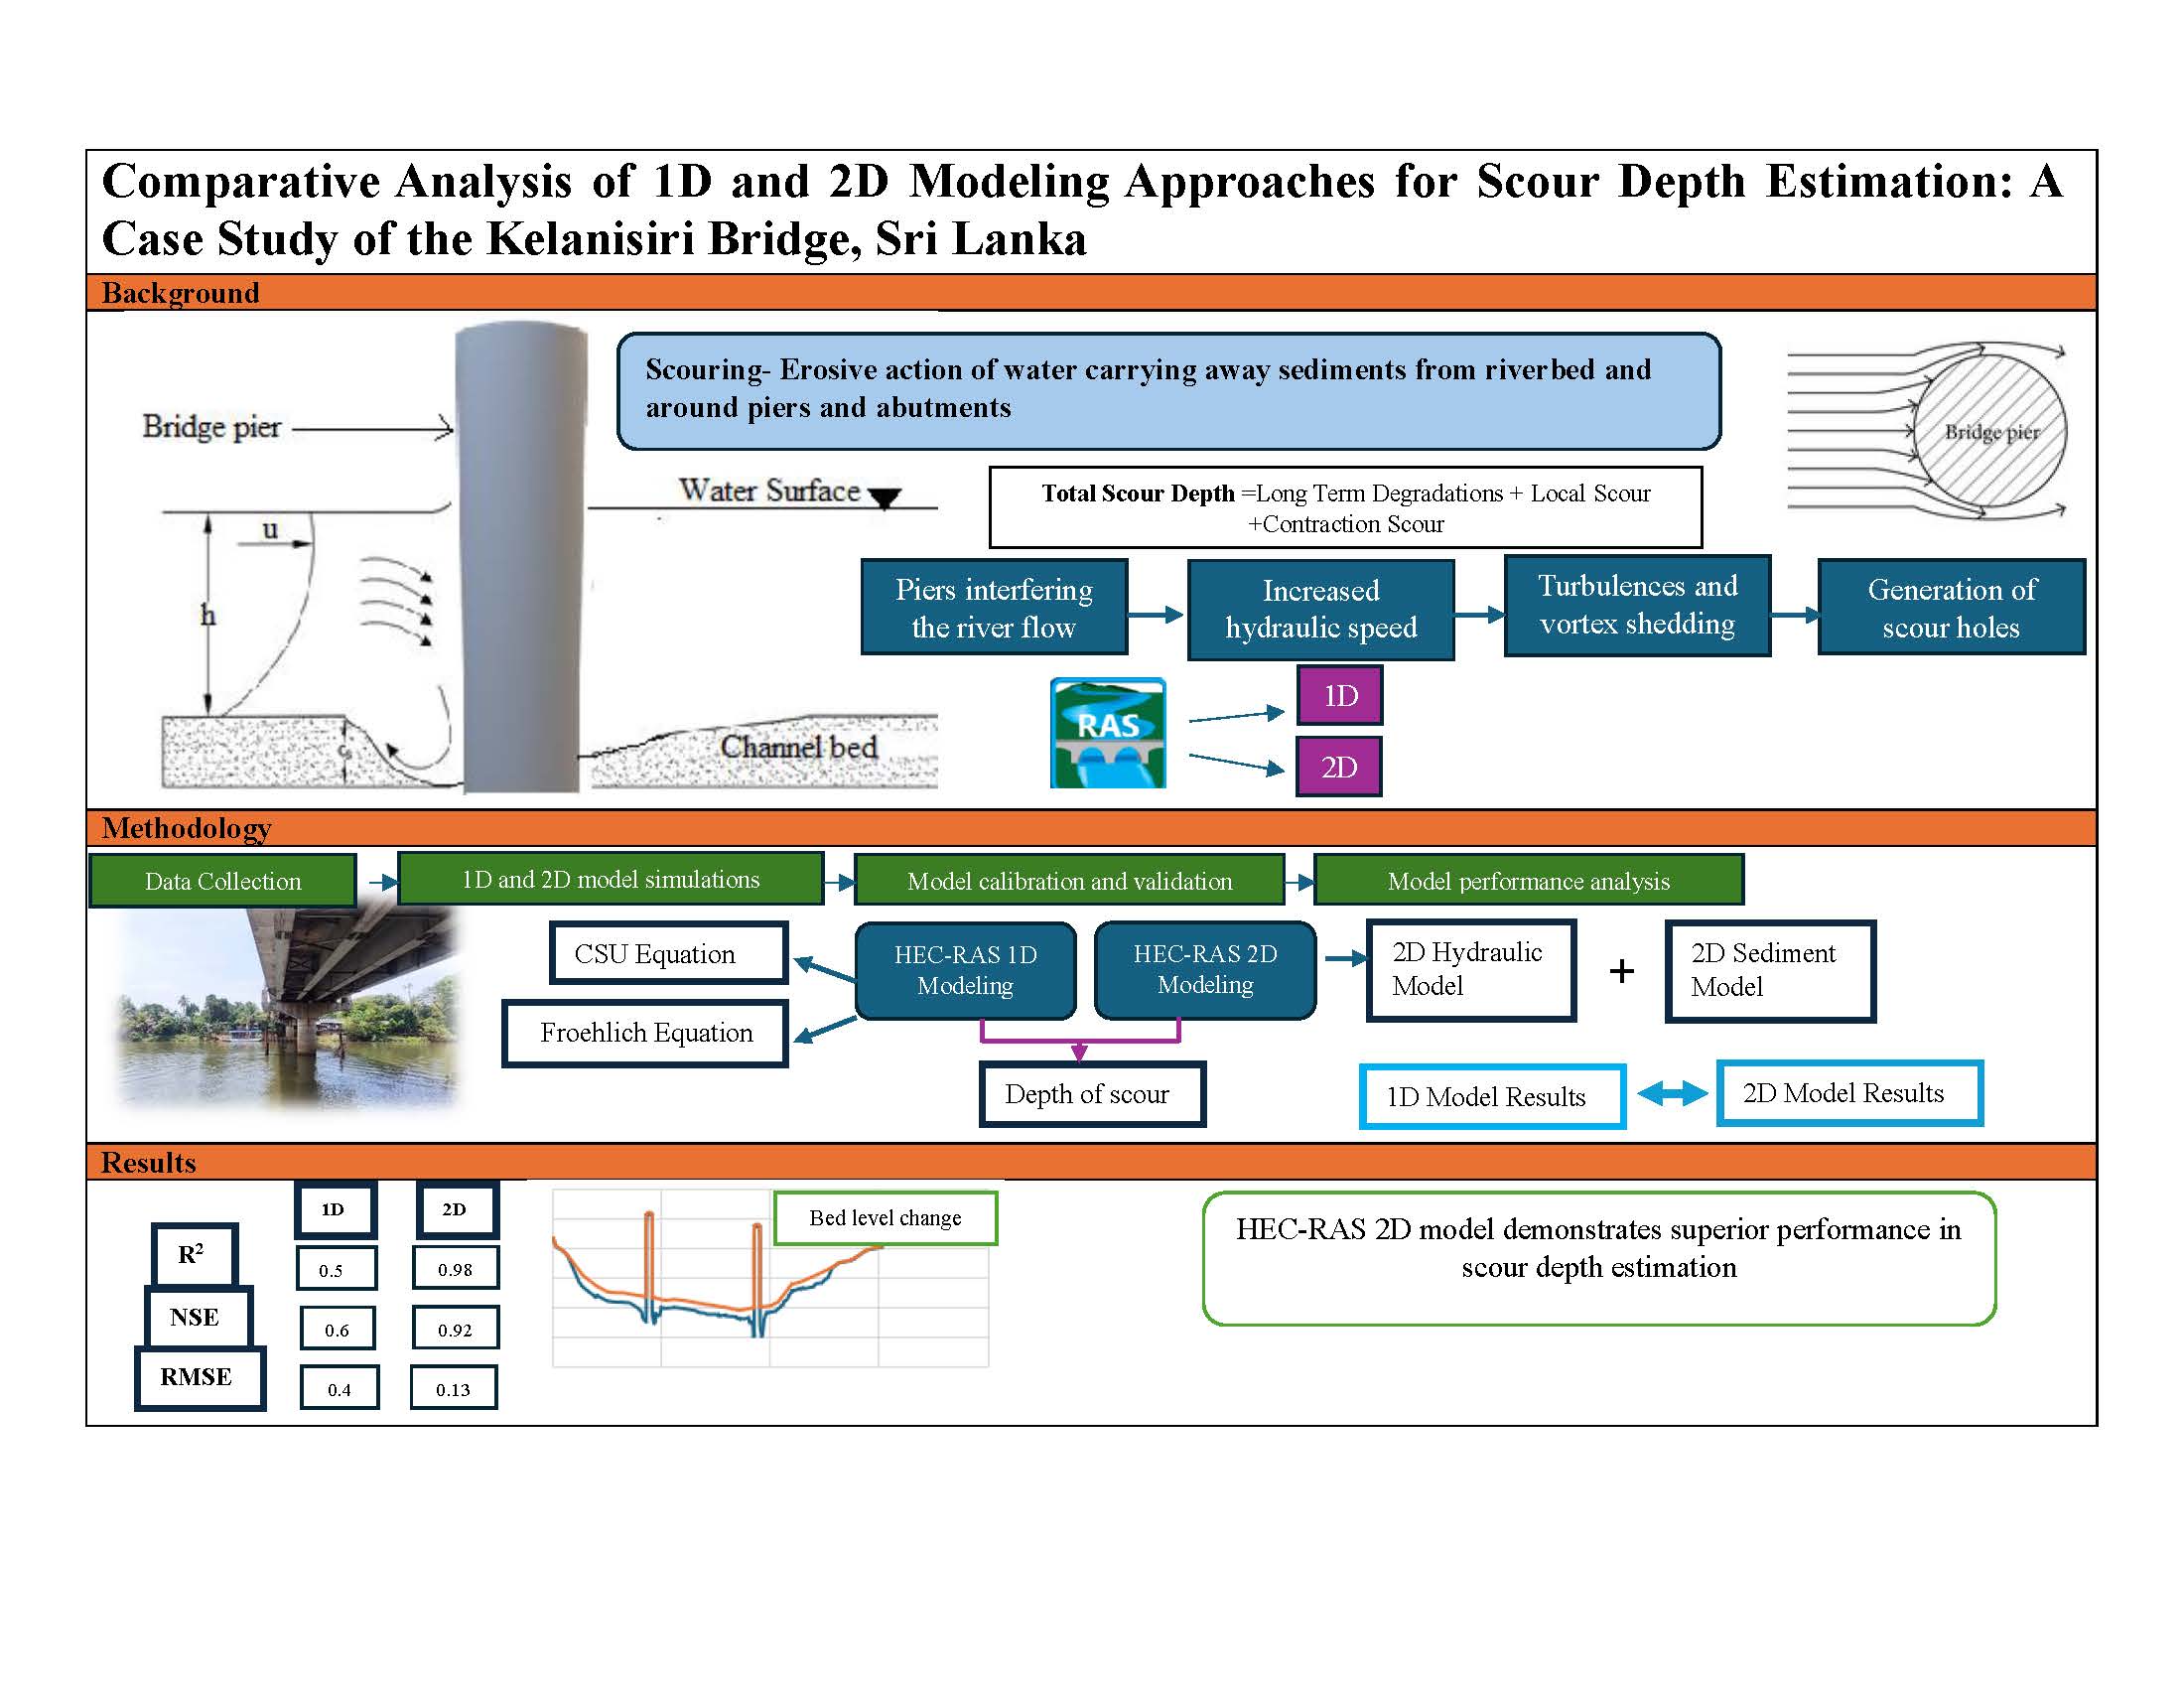 Comparative Analysis of 1D and 2D Modeling Approaches for Scour Depth Estimation: A
Case Study of the Kelanisiri Bridge, Sri Lanka
Background
Scouring- Erosive action of water carrying away sediments from riverbed and
around piers and abutments
Bridge pier
Bridge pier
Water Surface
Total Scour Depth =Long Term Degradations + Local Scour
+Contraction Scour
u
h
Piers interfering
the river flow
Increased
hydraulic speed
Turbulences and
vortex shedding
Generation of
scour holes
Channel bed
RAS
1D
2D
Methodology
Data Collection
1D and 2D model simulations
Model calibration and validation
Model performance analysis
CSU Equation
Froehlich Equation
HEC-RAS 1D
Modeling
HEC-RAS 2D
Modeling
2D Hydraulic
Model
+
2D Sediment
Model
Depth of scour
1D Model Results
2D Model Results
Results
1D
2D
R²
0.5
0.98
NSE
0.6
0.92
RMSE
0.4
0.13
Bed level change
HEC-RAS 2D model demonstrates superior performance in
scour depth estimation